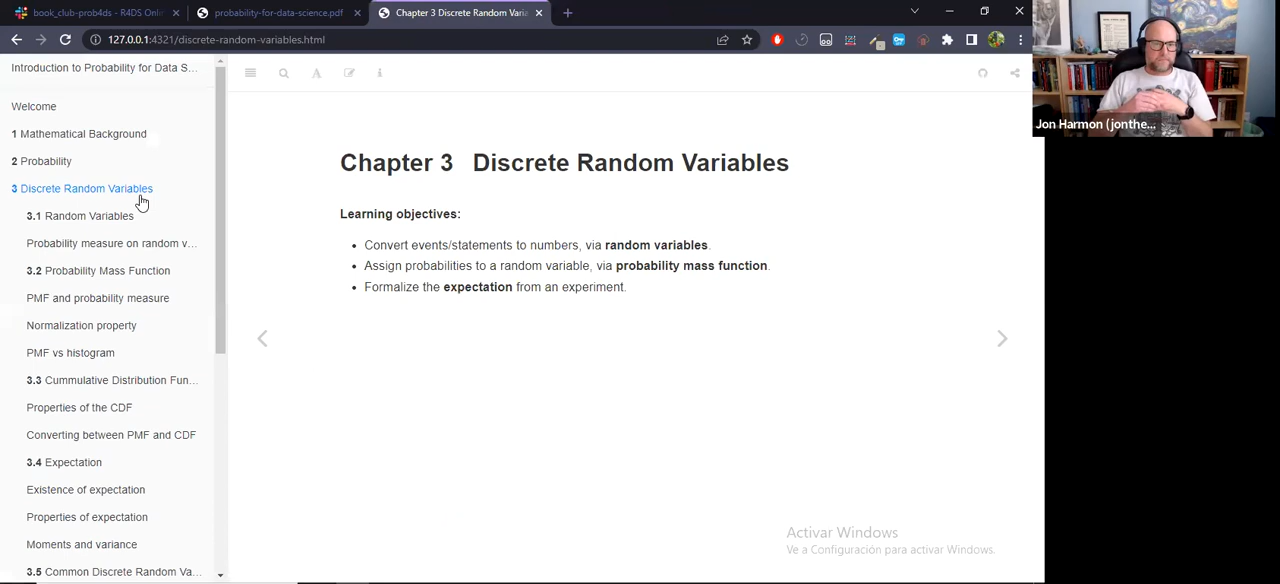 book_club-prob4ds - R4DS Onli
probability-for-data-science.pdf
Chapter 3 Discrete Random Varia
127.0.0.1:4321/discrete-random-variables.html
Jon Harmon (jonthe...
Introduction to Probability for Data S...
Welcome
1 Mathematical Background
2 Probability
3 Discrete Random Variables
3.1 Random Variables
Probability measure on random v...
3.2 Probability Mass Function
PMF and probability measure
Normalization property
PMF vs histogram
3.3 Cummulative Distribution Fun...
Properties of the CDF
Converting between PMF and CDF
3.4 Expectation
Existence of expectation
Properties of expectation
Moments and variance
3.5 Common Discrete Random Va...
Chapter 3 Discrete Random Variables
Learning objectives:
• Convert events/statements to numbers, via random variables.
• Assign probabilities to a random variable, via probability mass function.
• Formalize the expectation from an experiment.
Activar Windows
Ve a Configuración para activar Windows.